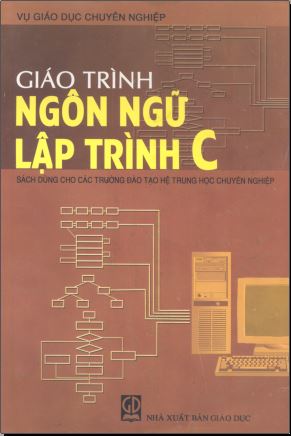 VỤ GIÁO DỤC CHUYÊN NGHIỆP
GIÁO TRÌNH
NGÔN NGỮ
LẬP TRÌNH C
SÁCH DÙNG CHO CÁC TRƯỜNG ĐÀO TẠO HỆ TRUNG HỌC CHUYÊN NGHIỆP
GD
NHÀ XUẤT BẢN GIÁO DỤC